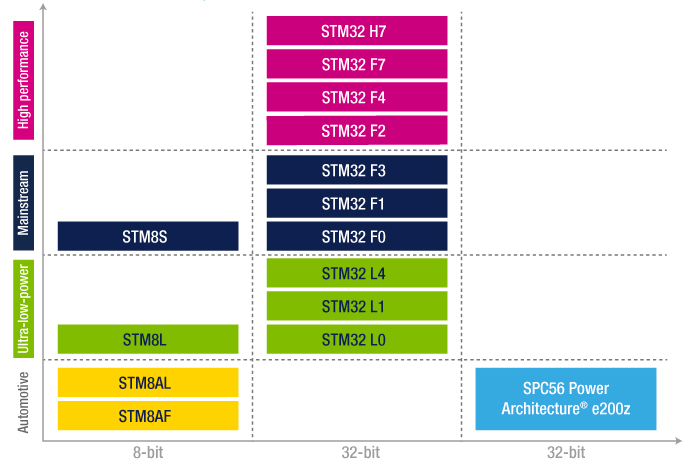 High performance
STM32 H7
STM32 F7
STM32 F4
STM32 F2
Mainstream
STM32 F3
STM32 F1
STM8S
STM32 F0
Ultra-low-power
STM32 L4
STM32 L1
STM8L
STM32 L0
Automotive
STM8AL
STM8AF
SPC56 Power
Architecture® e200z
8-bit
32-bit
32-bit